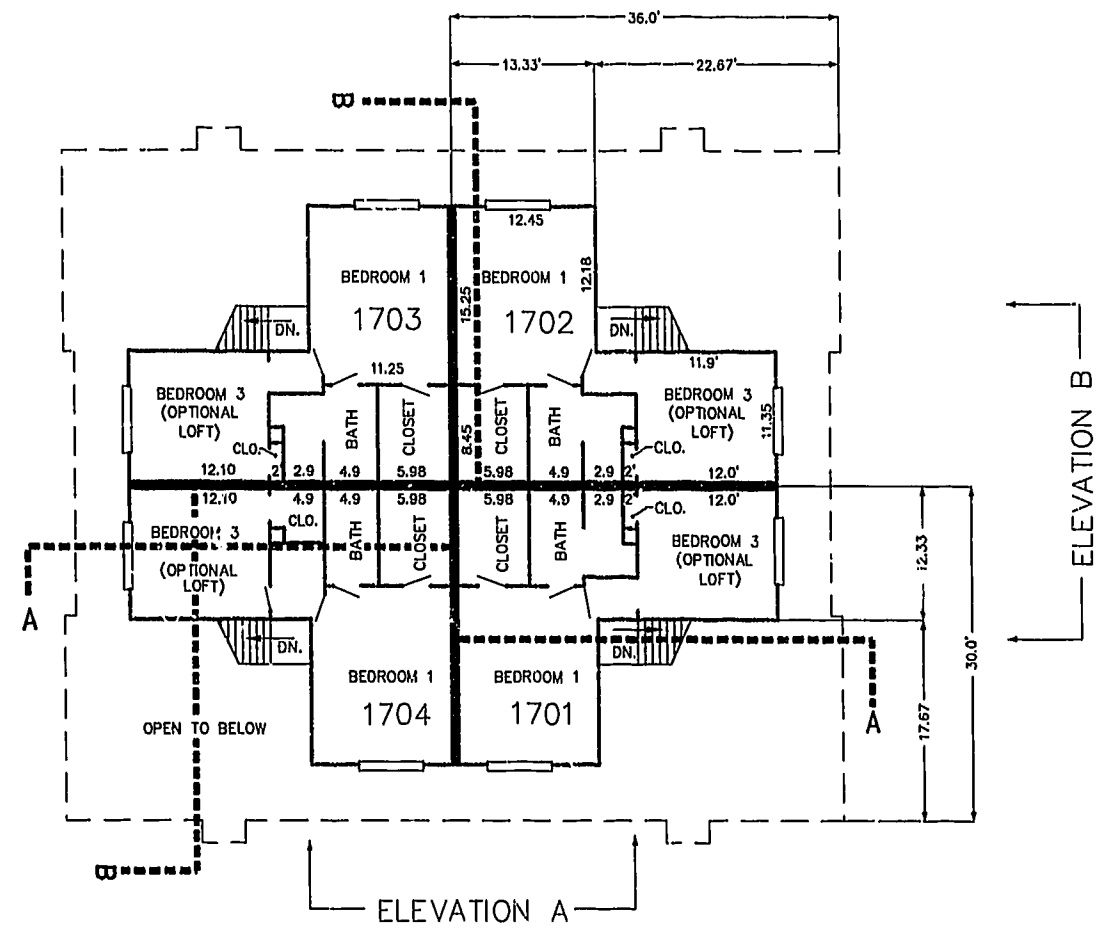 36.0'
13.33'
22.67'
B
12.45
BEDROOM 1
BEDROOM 1
12.18
15.25
1703
1702
DN.
DN.
11.25
11.9'
BEDROOM 3
(OPTIONAL
LOFT)
BEDROOM 3
(OPTIONAL
LOFT)
11.35
BATH
CLOSET
8.45
CLOSET
BATH
CLO.
CLO.
12.10
2'
2.9
4.9
5.98
5.98
4.9
2.9
2'
12.0'
12.10
4.9
4.9
5.98
5.98
4.9
2.9
2'
12.0'
CLO.
CLO.
BEDROOM 3
(OPTIONAL
LOFT)
BATH
CLOSET
CLOSET
BATH
BEDROOM 3
(OPTIONAL
LOFT)
12.33
ELEVATION B
A
DN.
DN.
30.0'
BEDROOM 1
BEDROOM 1
1704
1701
A
17.67
OPEN TO BELOW
B
ELEVATION A